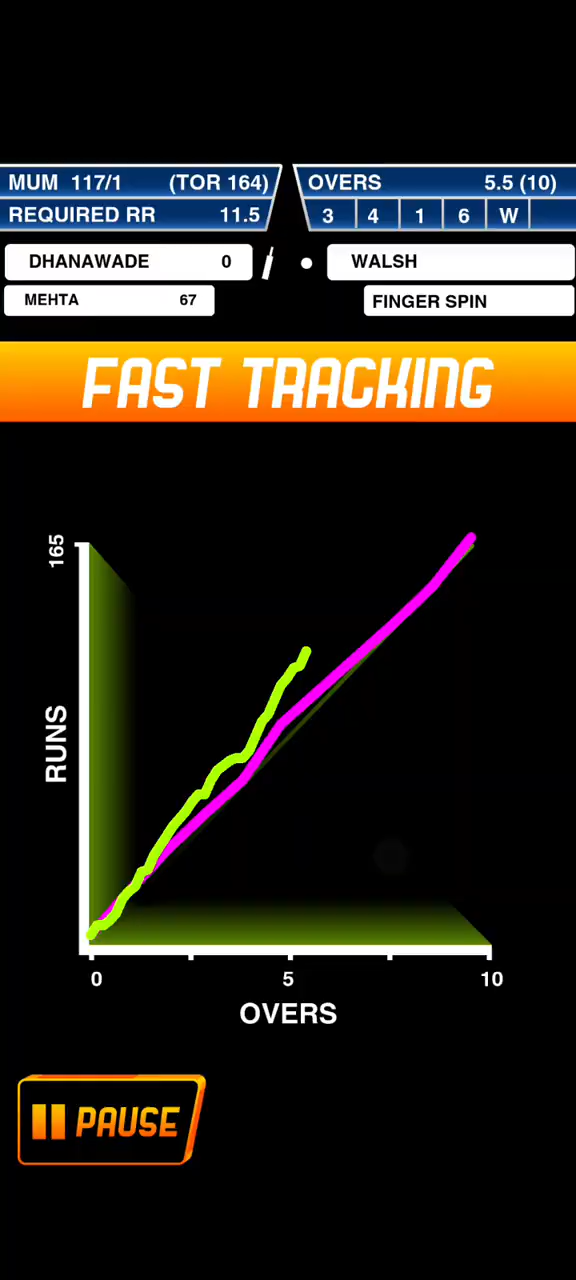 MUM 117/1 (TOR 164)
OVERS 5.5 (10)
REQUIRED RR 11.5
3 4 1 6 W
DHANAWADE 0
WALSH
MEHTA 67
FINGER SPIN
FAST TRACKING
165
RUNS
0 5 10
OVERS
PAUSE